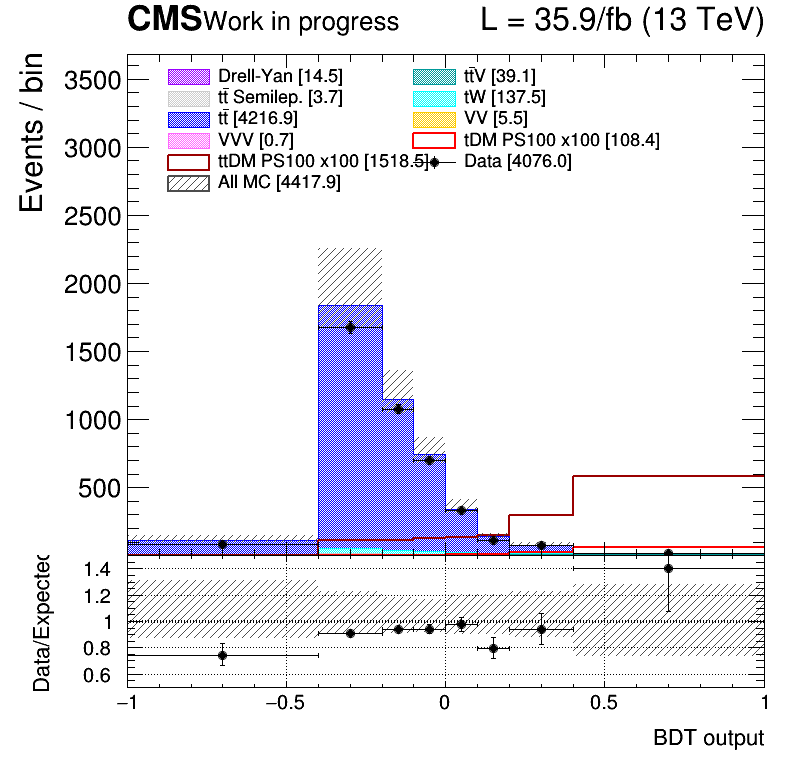 CMS Work in progress L = 35.9/fb (13 TeV)
Events / bin
3500
3000
2500
2000
1500
1000
500
Drell-Yan [14.5] tt̄V [39.1]
tt̄ Semilep. [3.7] tW [137.5]
tt̄ [4216.9] VV [5.5]
VVV [0.7] tDM PS100 x100 [108.4]
ttDM PS100 x100 [1518.5] Data [4076.0]
All MC [4417.9]
Data/Expected
1.4
1.2
1
0.8
0.6
−1 −0.5 0 0.5 1
BDT output